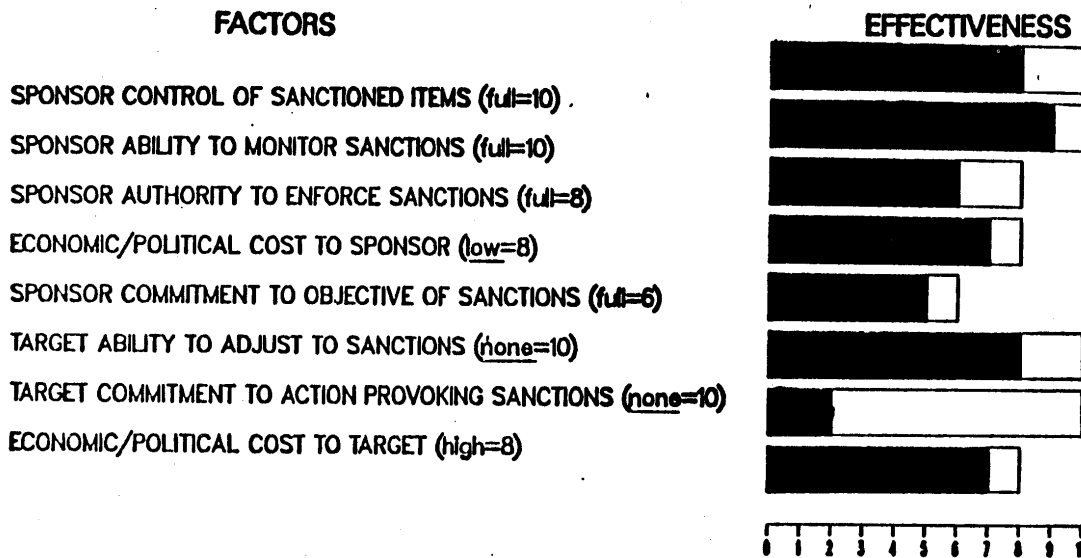 FACTORS
EFFECTIVENESS
SPONSOR CONTROL OF SANCTIONED ITEMS (full=10)
SPONSOR ABILITY TO MONITOR SANCTIONS (full=10)
SPONSOR AUTHORITY TO ENFORCE SANCTIONS (full=8)
ECONOMIC/POLITICAL COST TO SPONSOR (low=8)
SPONSOR COMMITMENT TO OBJECTIVE OF SANCTIONS (full=6)
TARGET ABILITY TO ADJUST TO SANCTIONS (none=10)
TARGET COMMITMENT TO ACTION PROVOKING SANCTIONS (none=10)
ECONOMIC/POLITICAL COST TO TARGET (high=8)
0 1 2 3 4 5 6 7 8 9